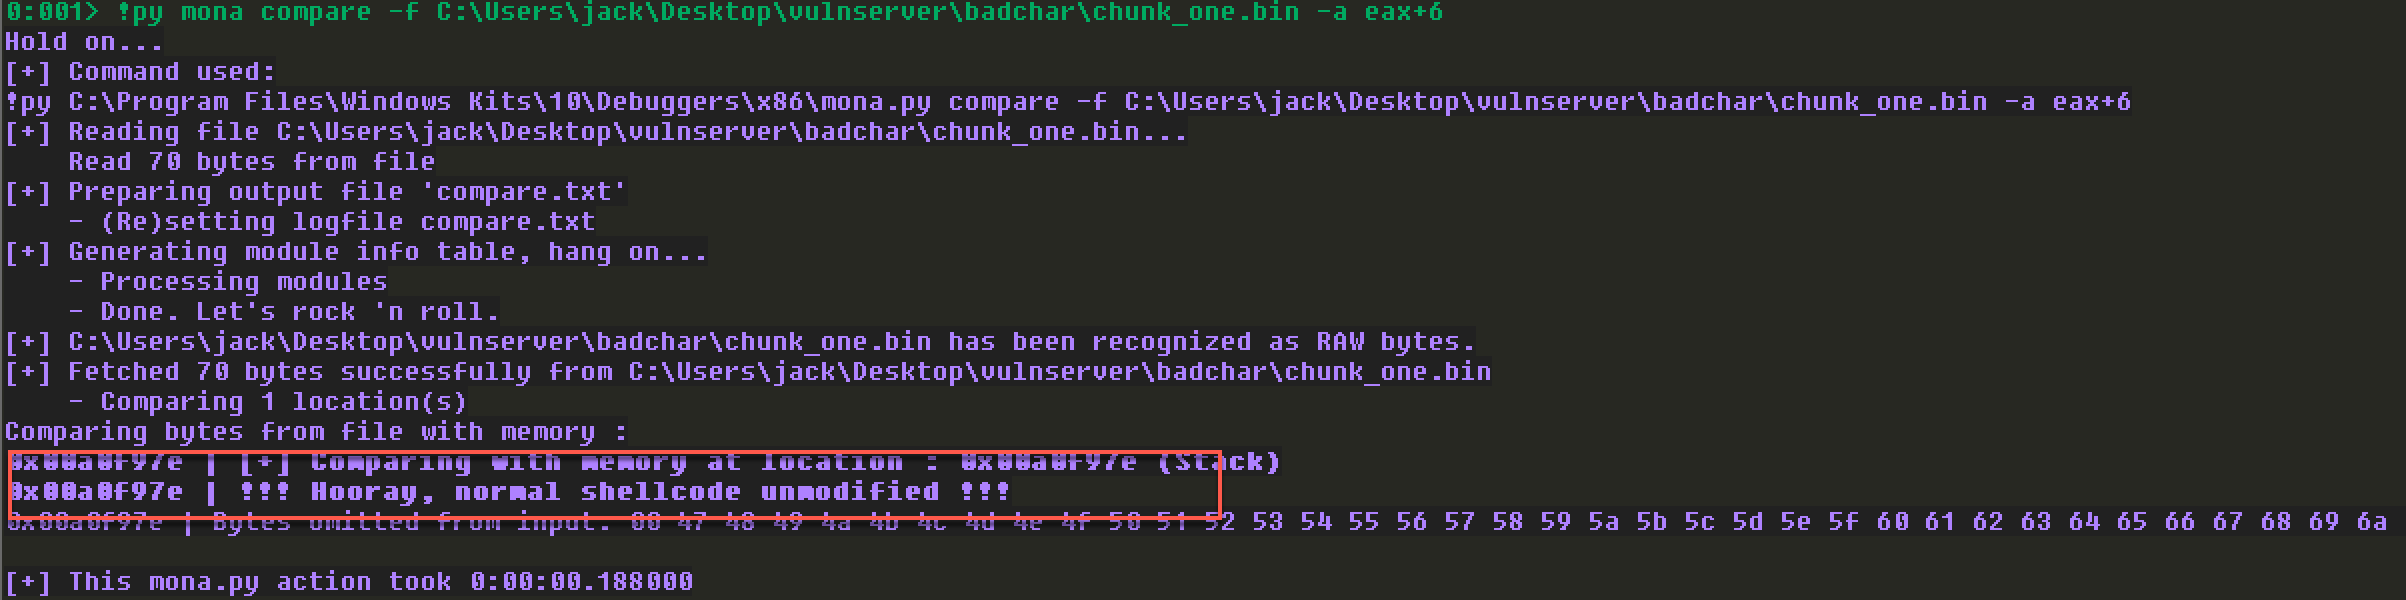 0:001> !py mona compare -f C:\Users\jack\Desktop\vulnserver\badchar\chunk_one.bin -a eax+6
Hold on...
[+] Command used:
!py C:\Program Files\Windows Kits\10\Debuggers\x86\mona.py compare -f C:\Users\jack\Desktop\vulnserver\badchar\chunk_one.bin -a eax+6
[+] Reading file C:\Users\jack\Desktop\vulnserver\badchar\chunk_one.bin...
    Read 70 bytes from file
[+] Preparing output file 'compare.txt'
    - (Re)setting logfile compare.txt
[+] Generating module info table, hang on...
    - Processing modules
    - Done. Let's rock 'n roll.
[+] C:\Users\jack\Desktop\vulnserver\badchar\chunk_one.bin has been recognized as RAW bytes.
[+] Fetched 70 bytes successfully from C:\Users\jack\Desktop\vulnserver\badchar\chunk_one.bin
    - Comparing 1 location(s)
Comparing bytes from file with memory :
0x00a0f97e | [+] Comparing with memory at location : 0x00a0f97e (Stack)
0x00a0f97e | !!! Hooray, normal shellcode unmodified !!!
0x00a0f97e | Bytes omitted from input: 00 47 48 49 4a 4b 4c 4d 4e 4f 50 51 52 53 54 55 56 57 58 59 5a 5b 5c 5d 5e 5f 60 61 62 63 64 65 66 67 68 69 6a
[+] This mona.py action took 0:00:00.188000